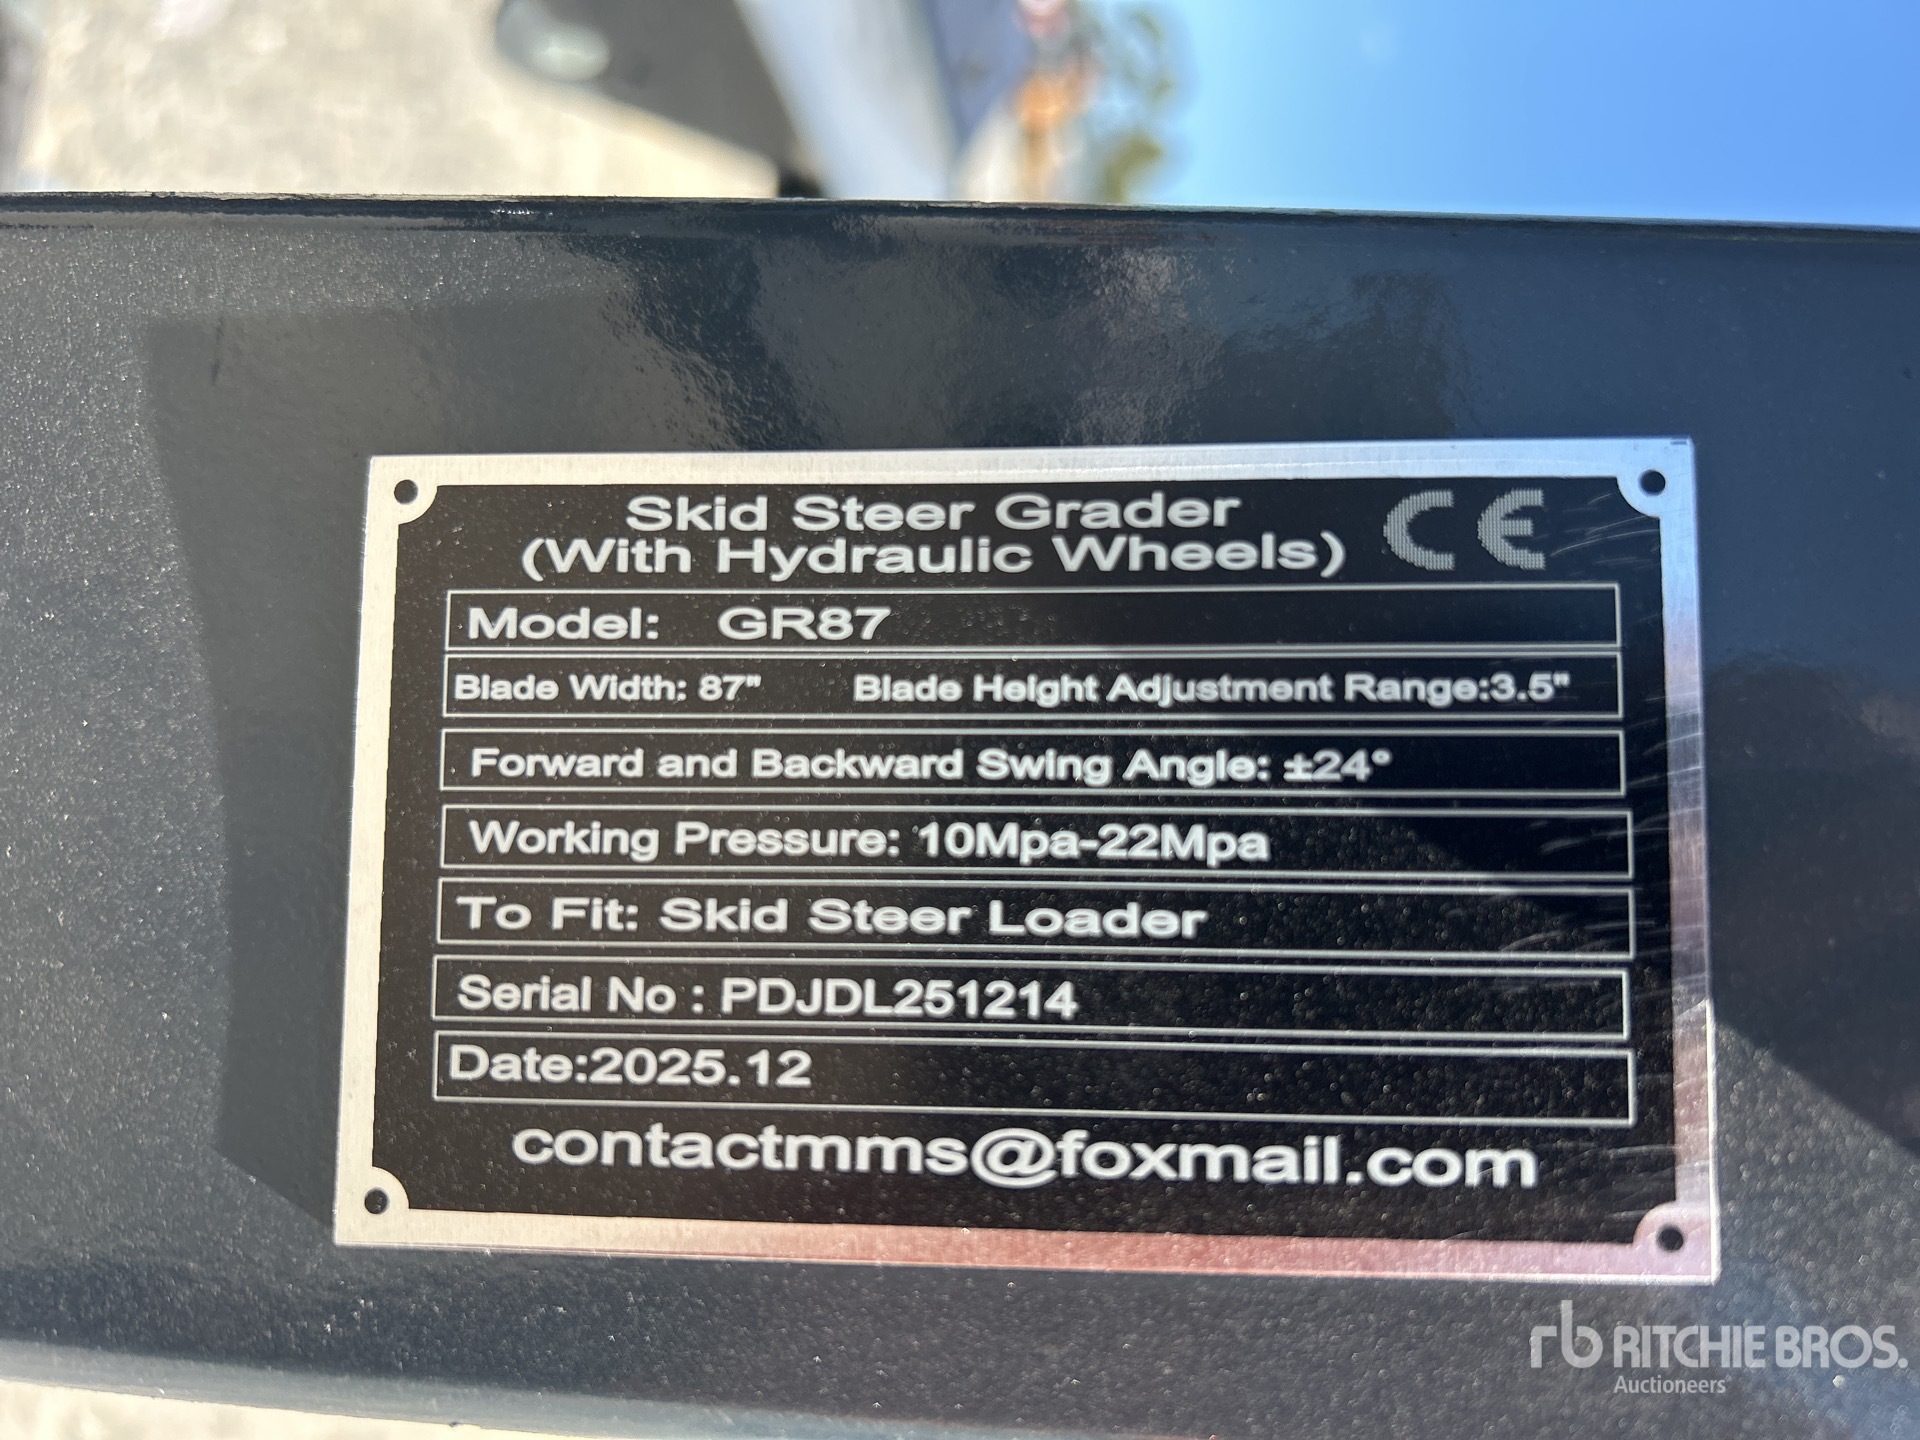 Skid Steer Grader
(With Hydraulic Wheels) CE
Model: GR87
Blade Width: 87" Blade Height Adjustment Range:3.5"
Forward and Backward Swing Angle: ±24°
Working Pressure: 10Mpa-22Mpa
To Fit: Skid Steer Loader
Serial No : PDJDL251214
Date:2025.12
contactmms@foxmail.com
rb RITCHIE BROS.
Auctioneers